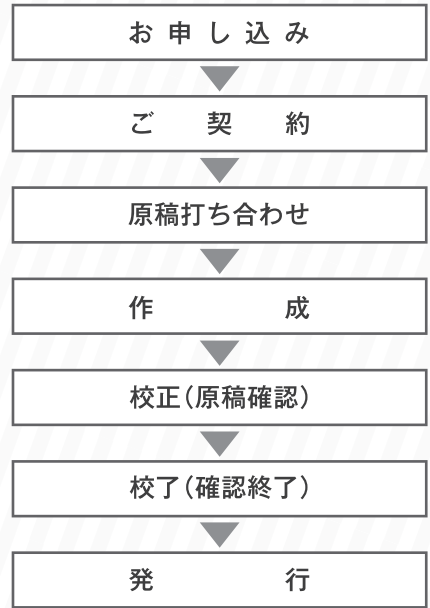 お申し込み
ご契約
原稿打ち合わせ
作成
校正(原稿確認)
校了(確認終了)
発行